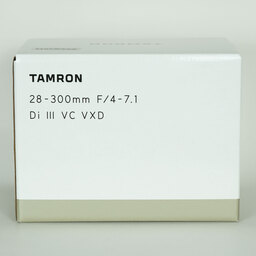 TAMRON
28-300mm F/4-7.1
Di III VC VXD